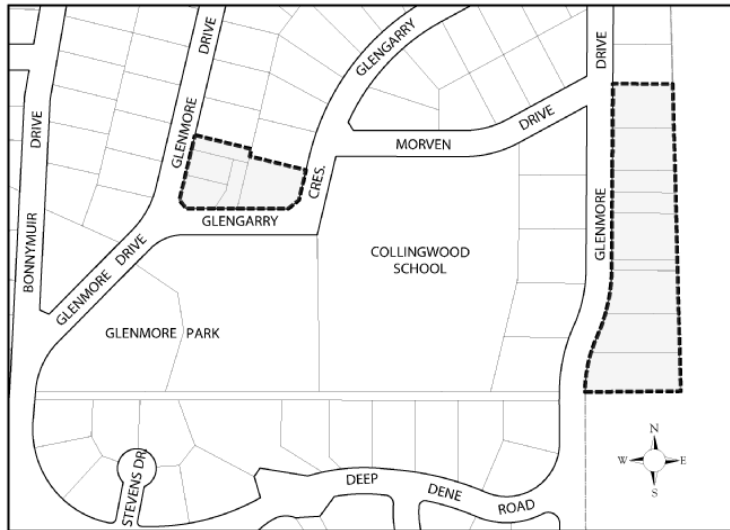 DRIVE
GLENGARRY
DRIVE
DRIVE
GLENMORE
MORVEN
DRIVE
CRES.
GLENGARRY
GLENMORE
BONNYMUIR
GLENMORE DRIVE
COLLINGWOOD
SCHOOL
GLENMORE PARK
N
W E
S
STEVENS DR.
DEEP
DENE
ROAD